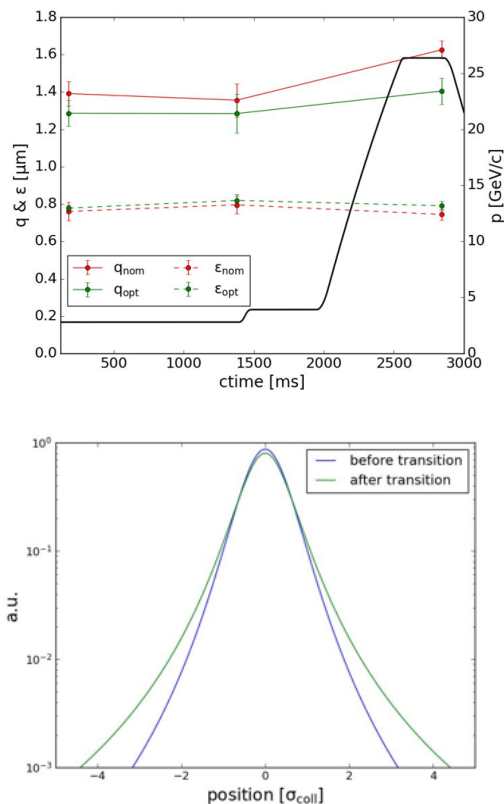 1.8
1.6
1.4
1.2
1.0
0.8
0.6
0.4
0.2
0.0
q & ε [μm]
q_nom
q_opt
ε_nom
ε_opt
30
25
20
15
10
5
0
p [GeV/c]
500 1000 1500 2000 2500 3000
ctime [ms]
10^0
10^-1
10^-2
10^-3
a.u.
before transition
after transition
−4 −2 0 2 4
position [σ_coll]